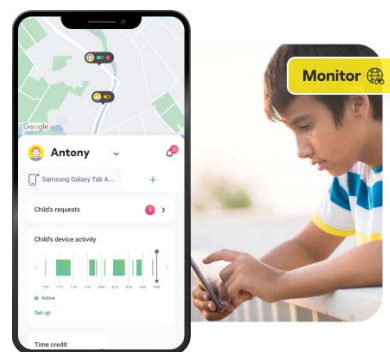 Google
Antony
Samsung Galaxy Tab A...
+
Child's requests
1
Child's device activity
Active
Set up
Time credit
Monitor